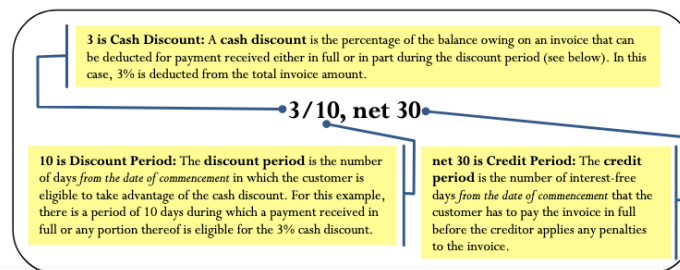 3 is Cash Discount: A cash discount is the percentage of the balance owing on an invoice that can
be deducted for payment received either in full or in part during the discount period (see below). In this
case, 3% is deducted from the total invoice amount.
3/10, net 30
10 is Discount Period: The discount period is the number
of days from the date of commencement in which the customer is
eligible to take advantage of the cash discount. For this example,
there is a period of 10 days during which a payment received in
full or any portion thereof is eligible for the 3% cash discount.
net 30 is Credit Period: The credit
period is the number of interest-free
days from the date of commencement that the
customer has to pay the invoice in full
before the creditor applies any penalties
to the invoice.